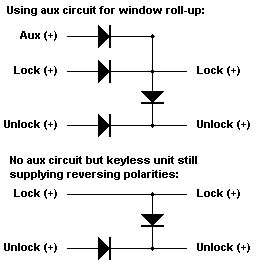 Using aux circuit for window roll-up:
Aux (+)
Lock (+) Lock (+)
Unlock (+) Unlock (+)
No aux circuit but keyless unit still
supplying reversing polarities:
Lock (+) Lock (+)
Unlock (+) Unlock (+)